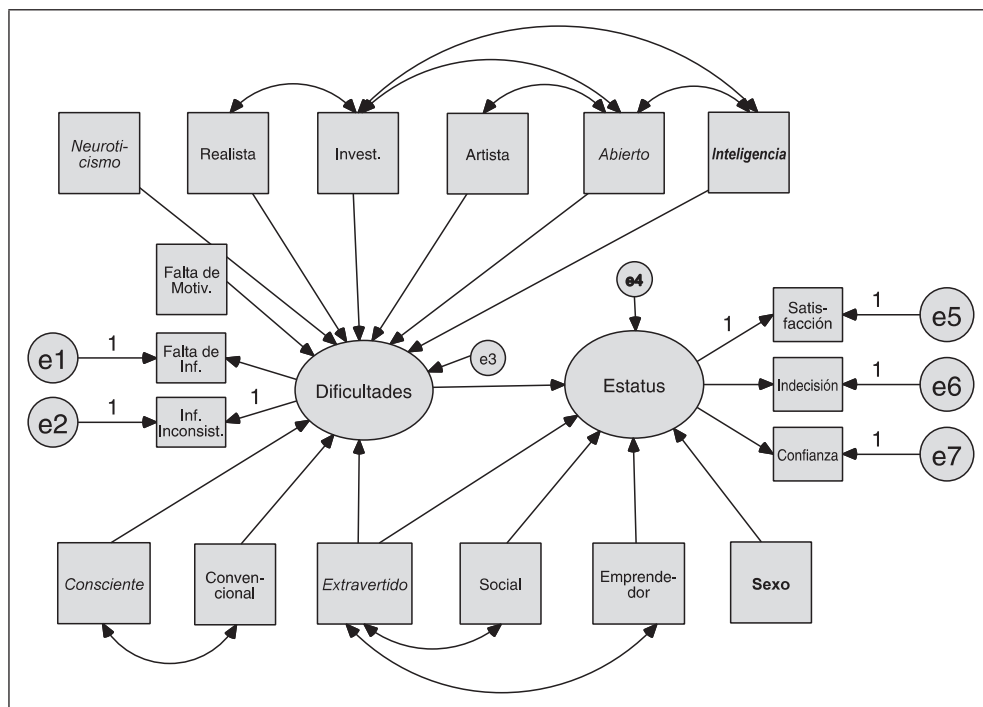 Neuroti-
cismo
Realista
Invest.
Artista
Abierto
Inteligencia
Falta de
Motiv.
e4
1
Satis-
facción
1
e5
e1
1
Falta de
Inf.
e3
Dificultades
Estatus
Indecisión
1
e6
e2
1
Inf.
Inconsist.
1
Confianza
1
e7
Consciente
Conven-
cional
Extravertido
Social
Emprende-
dor
Sexo